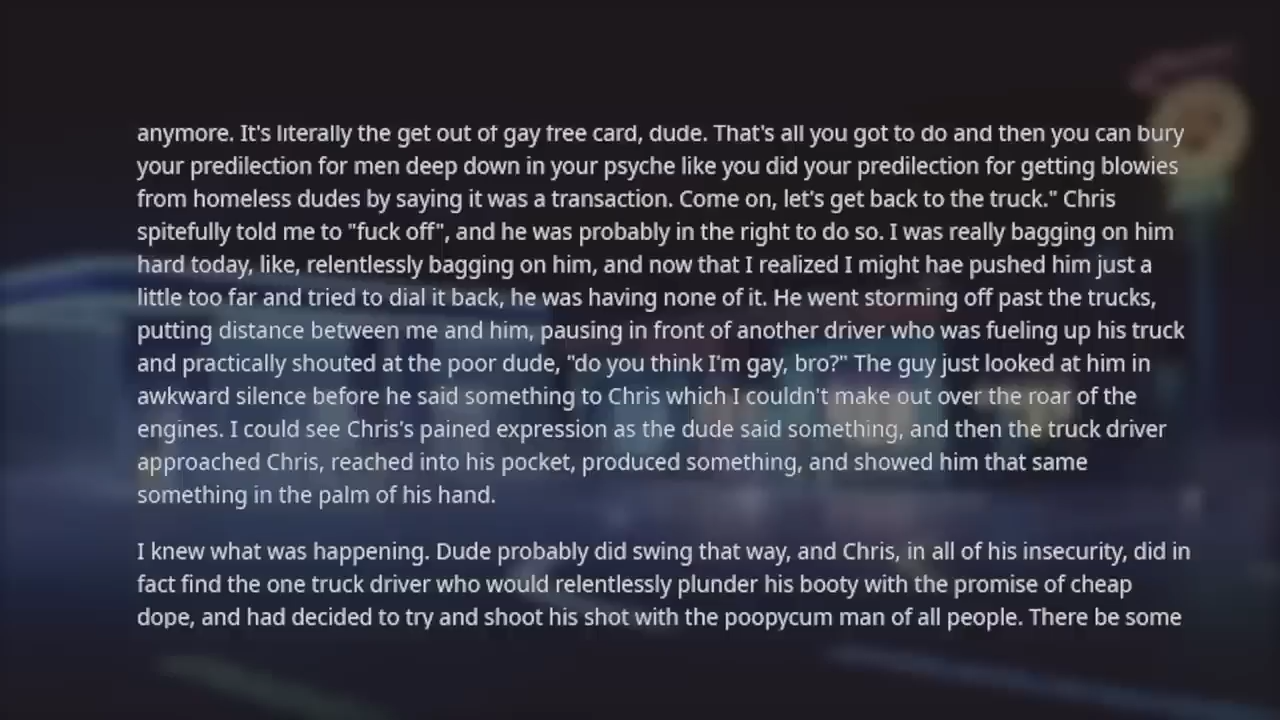 anymore. It's literally the get out of gay free card, dude. That's all you got to do and then you can bury
your predilection for men deep down in your psyche like you did your predilection for getting blowies
from homeless dudes by saying it was a transaction. Come on, let's get back to the truck." Chris
spitefully told me to "fuck off", and he was probably in the right to do so. I was really bagging on him
hard today, like, relentlessly bagging on him, and now that I realized I might hae pushed him just a
little too far and tried to dial it back, he was having none of it. He went storming off past the trucks,
putting distance between me and him, pausing in front of another driver who was fueling up his truck
and practically shouted at the poor dude, "do you think I'm gay, bro?" The guy just looked at him in
awkward silence before he said something to Chris which I couldn't make out over the roar of the
engines. I could see Chris's pained expression as the dude said something, and then the truck driver
approached Chris, reached into his pocket, produced something, and showed him that same
something in the palm of his hand.
I knew what was happening. Dude probably did swing that way, and Chris, in all of his insecurity, did in
fact find the one truck driver who would relentlessly plunder his booty with the promise of cheap
dope, and had decided to try and shoot his shot with the poopycum man of all people. There be some